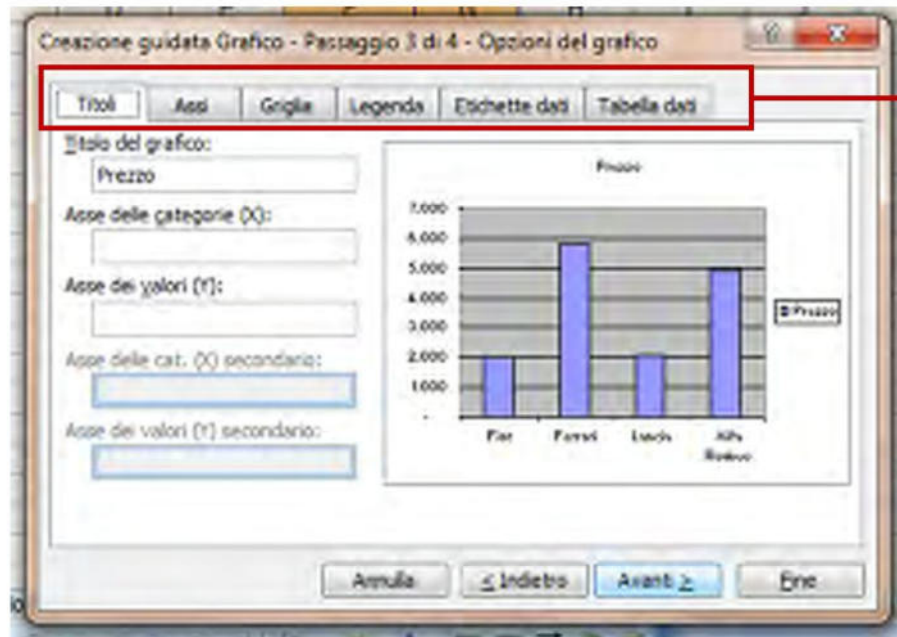 Creazione guidata Grafico - Passaggio 3 di 4 - Opzioni del grafico
Titoli Assi Griglia Legenda Etichette dati Tabella dati
Titolo del grafico:
Prezzo
Asse delle categorie (X):
Asse dei valori (Y):
Asse delle cat. (X) secondario:
Asse dei valori (Y) secondario:
Prezzo
7.000
6.000
5.000
4.000
3.000
2.000
1.000
-
Fiat Ferrari Lancia Alfa
Romeo
Prezzo
Annulla < Indietro Avanti > Fine